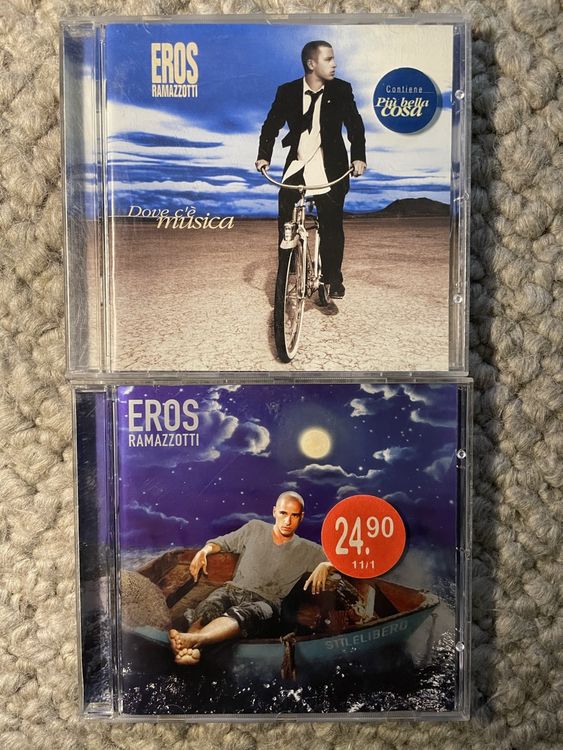 EROS
RAMAZZOTTI
Contiene
Più bella
cosa
Dove c'è
musica
EROS
RAMAZZOTTI
24.90
11/1
STILELIBERO